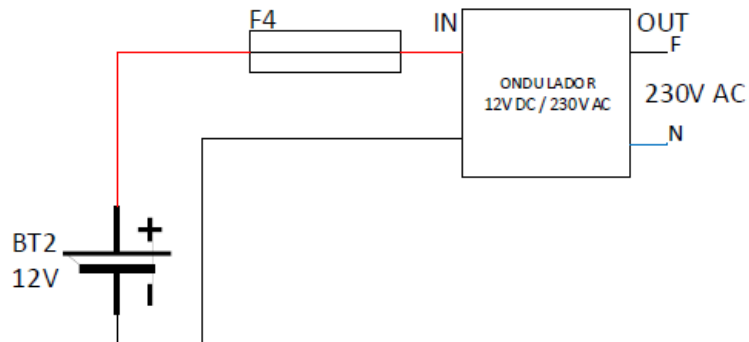 F4
IN
OUT
F
ONDULADOR
12V DC / 230V AC
230V AC
N
BT2
12V
+
-